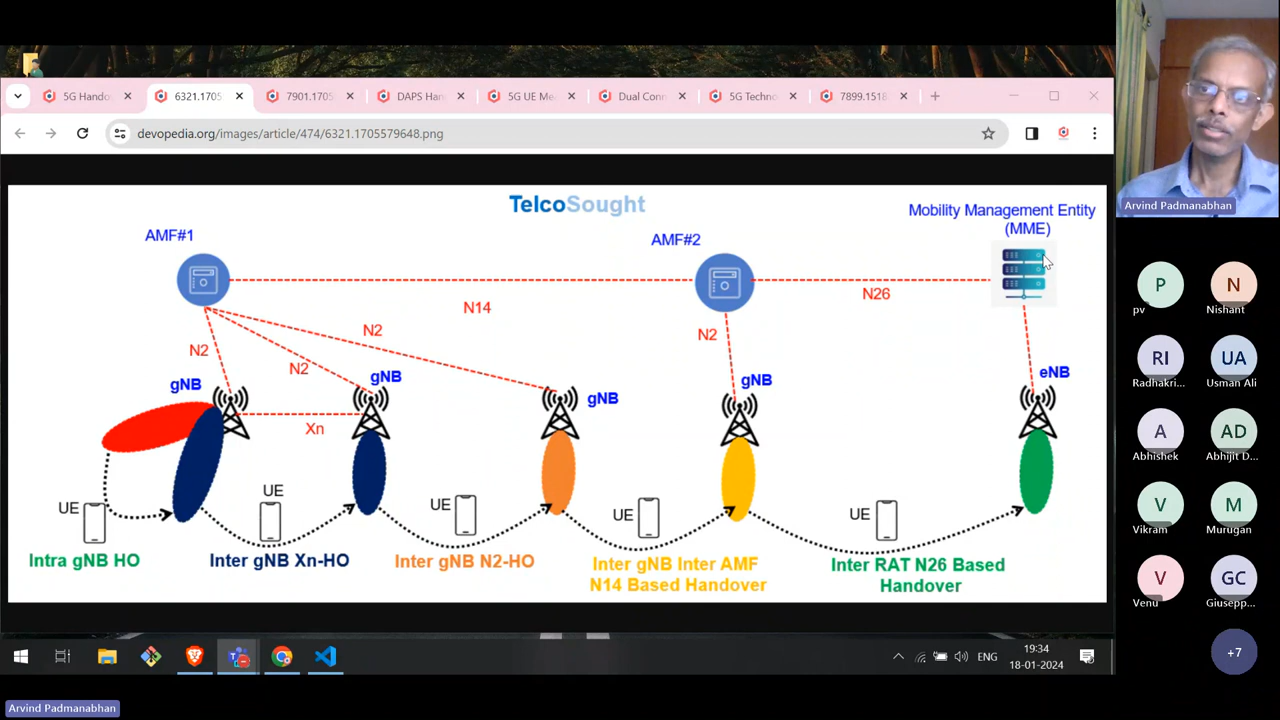 5G Hando
6321.1705
7901.1705
DAPS Han
5G UE Me
Dual Conn
5G Techno
7899.1518
devopedia.org/images/article/474/6321.1705579648.png
Arvind Padmanabhan
TelcoSought
Mobility Management Entity
(MME)
AMF#1
AMF#2
N14
N26
N2
N2
N2
N2
gNB
gNB
gNB
gNB
eNB
Xn
UE
UE
UE
UE
UE
Intra gNB HO
Inter gNB Xn-HO
Inter gNB N2-HO
Inter gNB Inter AMF
N14 Based Handover
Inter RAT N26 Based
Handover
P
pv
N
Nishant
RI
Radhakri...
UA
Usman Ali
A
Abhishek
AD
Abhijit D...
V
Vikram
M
Murugan
V
Venu
GC
Giusepp...
+7
ENG
19:34
18-01-2024
Arvind Padmanabhan